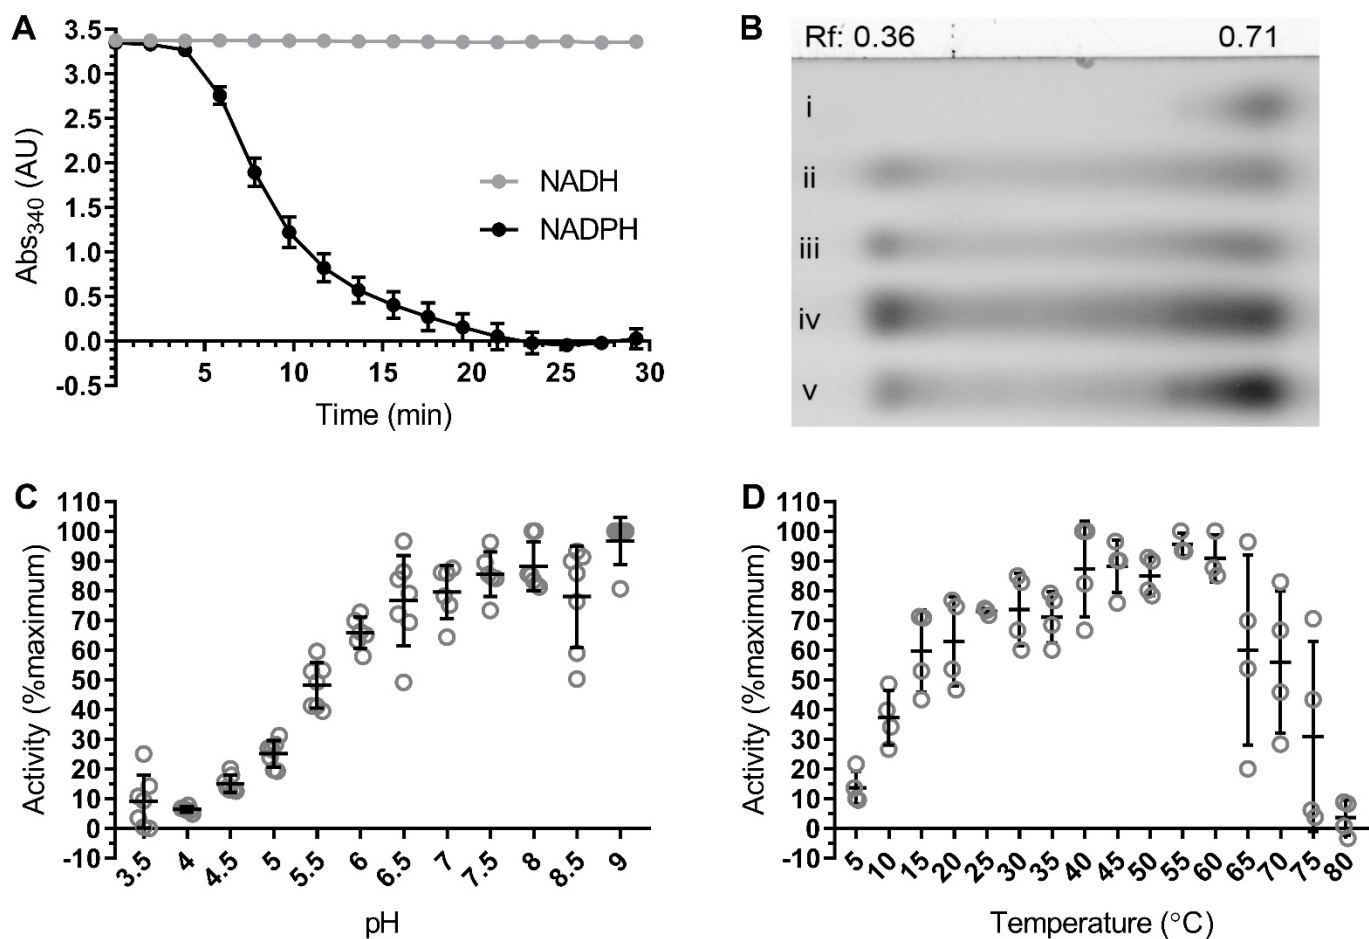 A
3.5
3.0
2.5
2.0
1.5
1.0
0.5
0.0
-0.5
Abs340 (AU)
5 10 15 20 25 30
Time (min)
NADH
NADPH
B
Rf: 0.36 0.71
i
ii
iii
iv
v
C
110
100
90
80
70
60
50
40
30
20
10
0
-10
Activity (%maximum)
3.5 4 4.5 5 5.5 6 6.5 7 7.5 8 8.5 9
pH
D
110
100
90
80
70
60
50
40
30
20
10
0
-10
Activity (%maximum)
5 10 15 20 25 30 35 40 45 50 55 60 65 70 75 80
Temperature (°C)